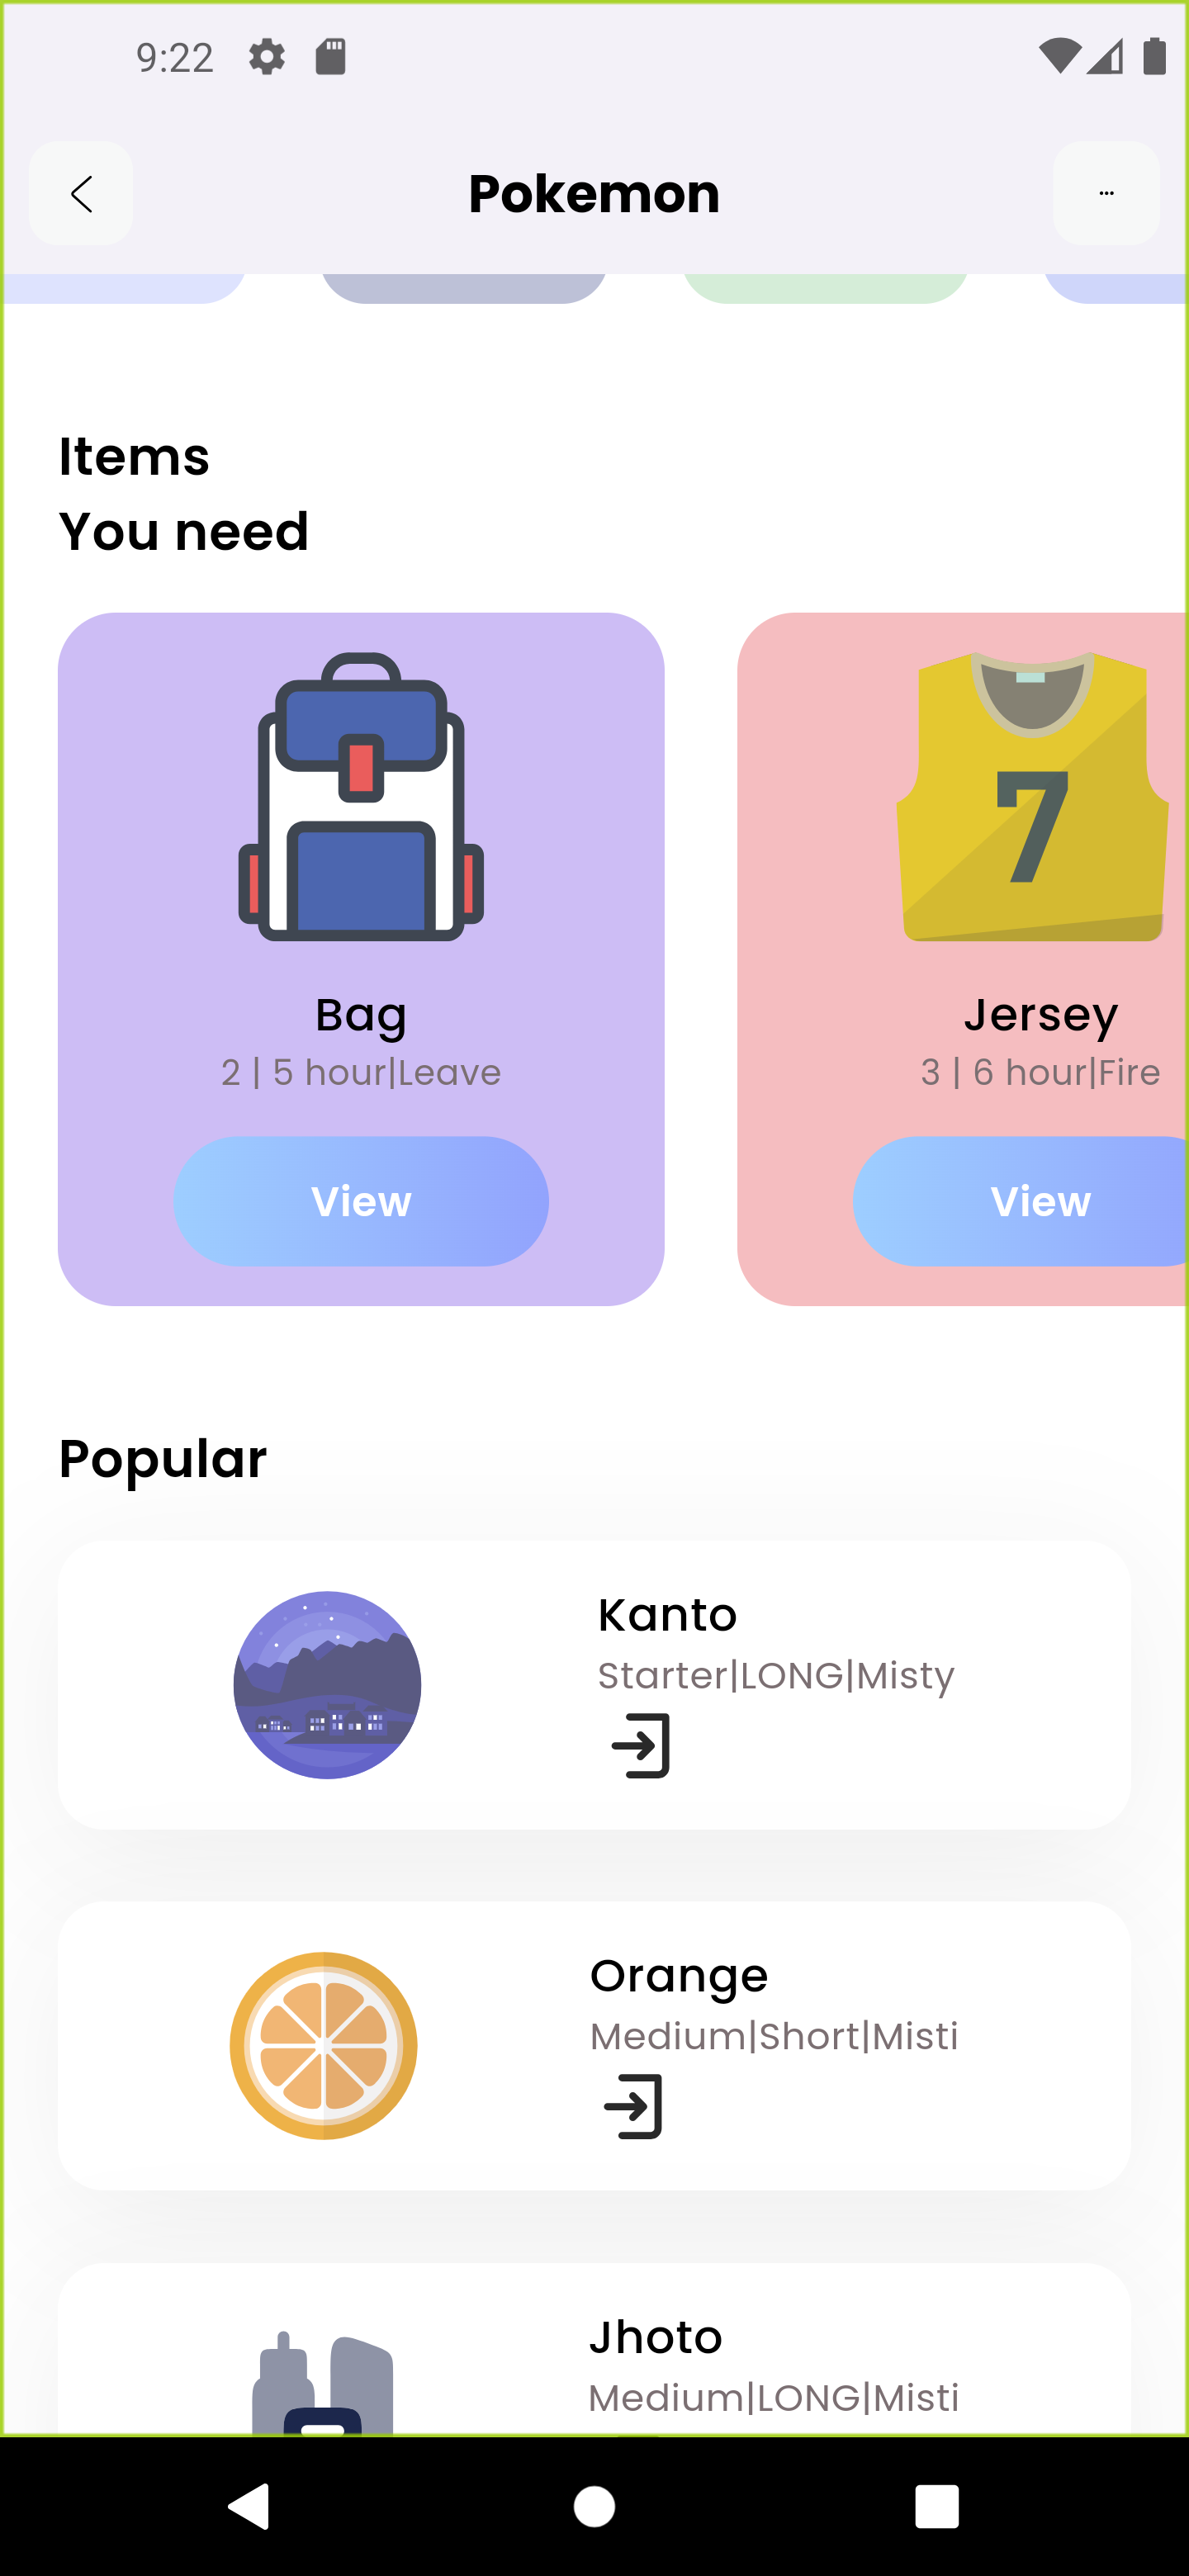 9:22
Pokemon
...
Items
You need
7
Bag
2 | 5 hour|Leave
View
Jersey
3 | 6 hour|Fire
View
Popular
Kanto
Starter|LONG|Misty
Orange
Medium|Short|Misti
Jhoto
Medium|LONG|Misti